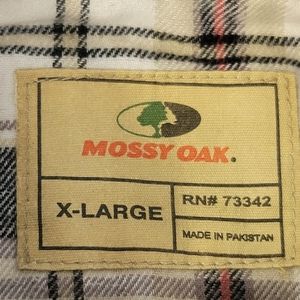 MOSSY OAK.
X-LARGE
RN# 73342
MADE IN PAKISTAN